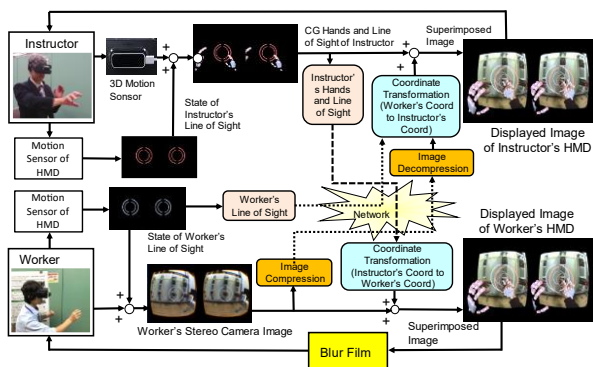 Instructor
3D Motion
Sensor
CG Hands and Line
of Sight of Instructor
Superimposed
Image
+
+
+
+
+
Instructor'
s Hands
and Line
of Sight
Coordinate
Transformation
(Worker's Coord
to Instructor's
Coord)
State of
Instructor's
Line of Sight
Displayed Image
of Instructor's HMD
Motion
Sensor of
HMD
Image
Decompression
Motion
Sensor of
HMD
Worker's
Line of Sight
Network
State of Worker's
Line of Sight
Displayed Image
of Worker's HMD
Worker
Image
Compression
Coordinate
Transformation
(Instructor's Coord to
Worker's Coord)
+
+
+
+
Worker's Stereo Camera Image
Superimposed
Image
Blur Film